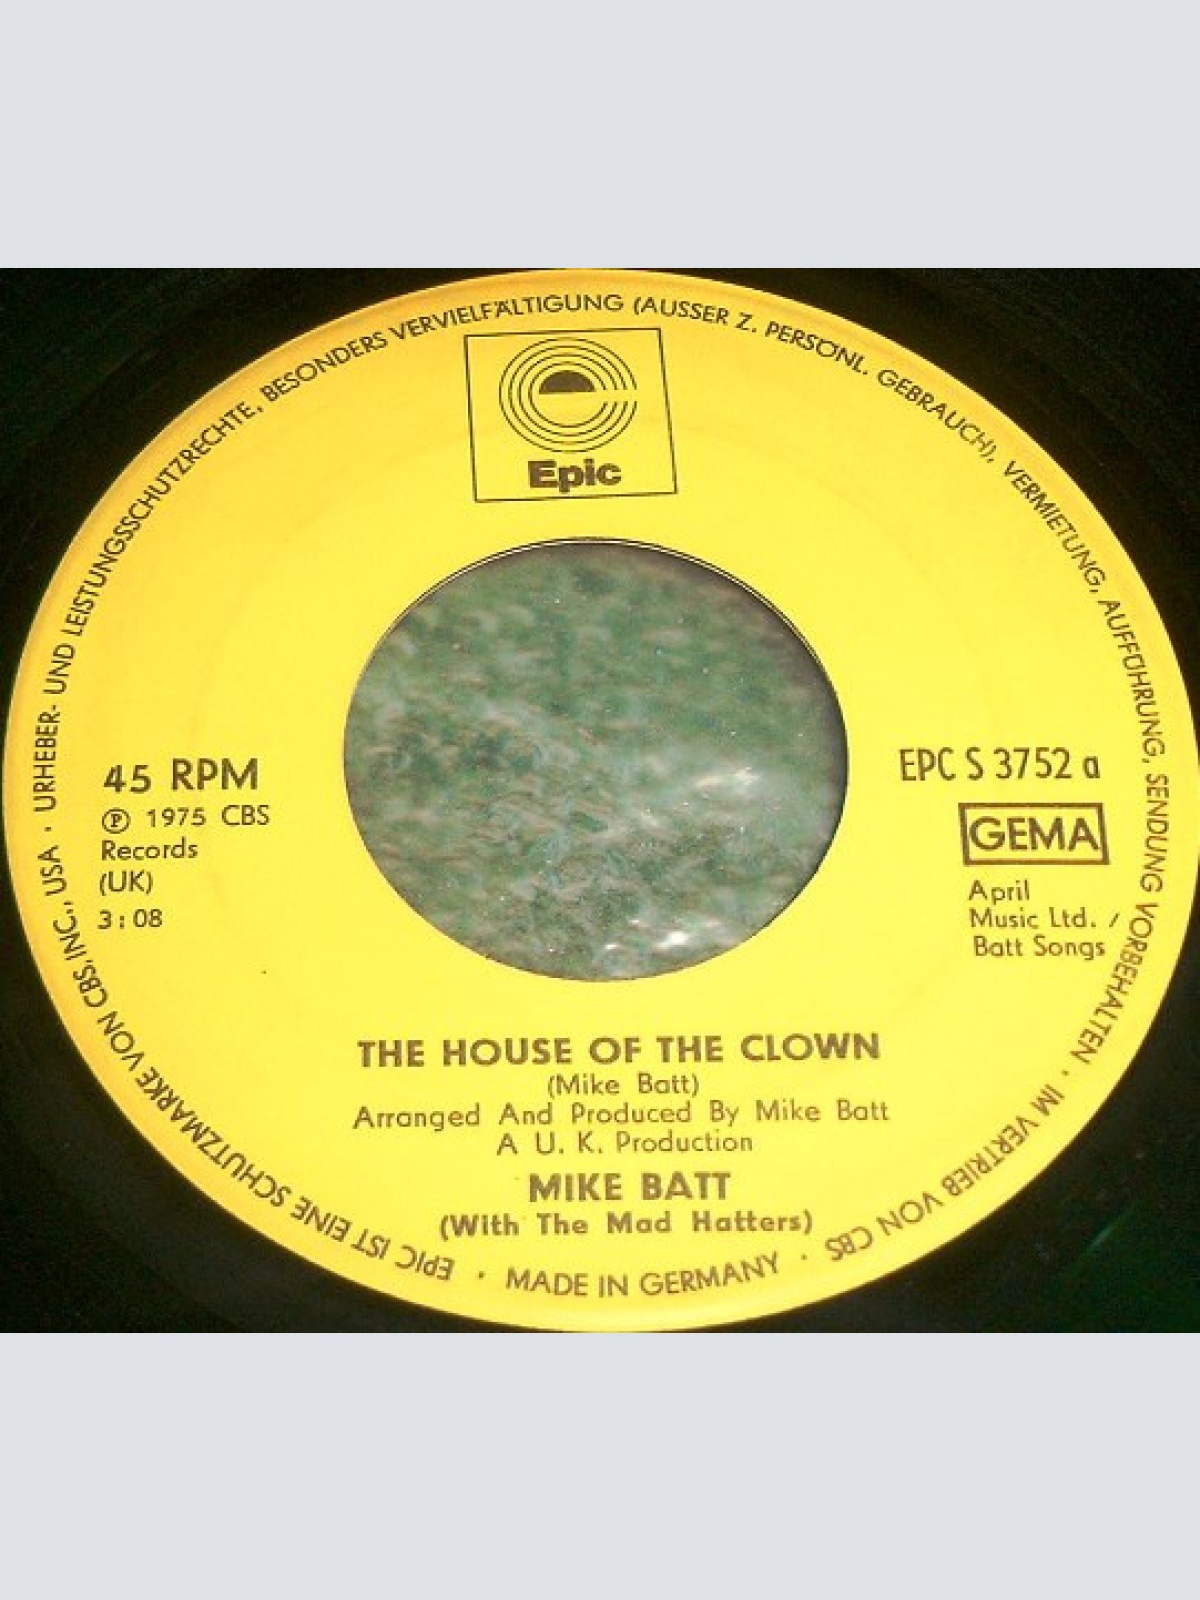 URHEBER- UND LEISTUNGSSCHUTZRECHTE, BESONDERS VERVIELFÄLTIGUNG (AUSSER Z. PERSÖNL. GEBRAUCH), VERMIETUNG, AUFFÜHRUNG, SENDUNG VORBEHALTEN · IM VERTRIEB VON CBS · MADE IN GERMANY · EPIC IST EINE SCHUTZMARKE VON CBS, INC., USA ·
Epic
45 RPM
Ⓟ 1975 CBS
Records
(UK)
3:08
EPC S 3752 a
GEMA
April
Music Ltd. /
Batt Songs
THE HOUSE OF THE CLOWN
(Mike Batt)
Arranged And Produced By Mike Batt
A U. K. Production
MIKE BATT
(With The Mad Hatters)